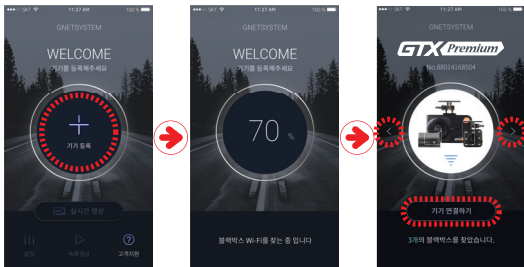 SKT 11:27 AM 100 %
GNETSYSTEM
WELCOME
기기를 등록해주세요
기기 등록
실시간 영상
설정 녹화영상 고객지원
SKT 11:27 AM 100 %
GNETSYSTEM
WELCOME
기기를 등록해주세요
70 %
블랙박스 Wi-Fi를 찾는 중 입니다
SKT 11:27 AM 100 %
GNETSYSTEM
GTX Premium
No.88014168504
기기 연결하기
3개의 블랙박스를 찾았습니다.